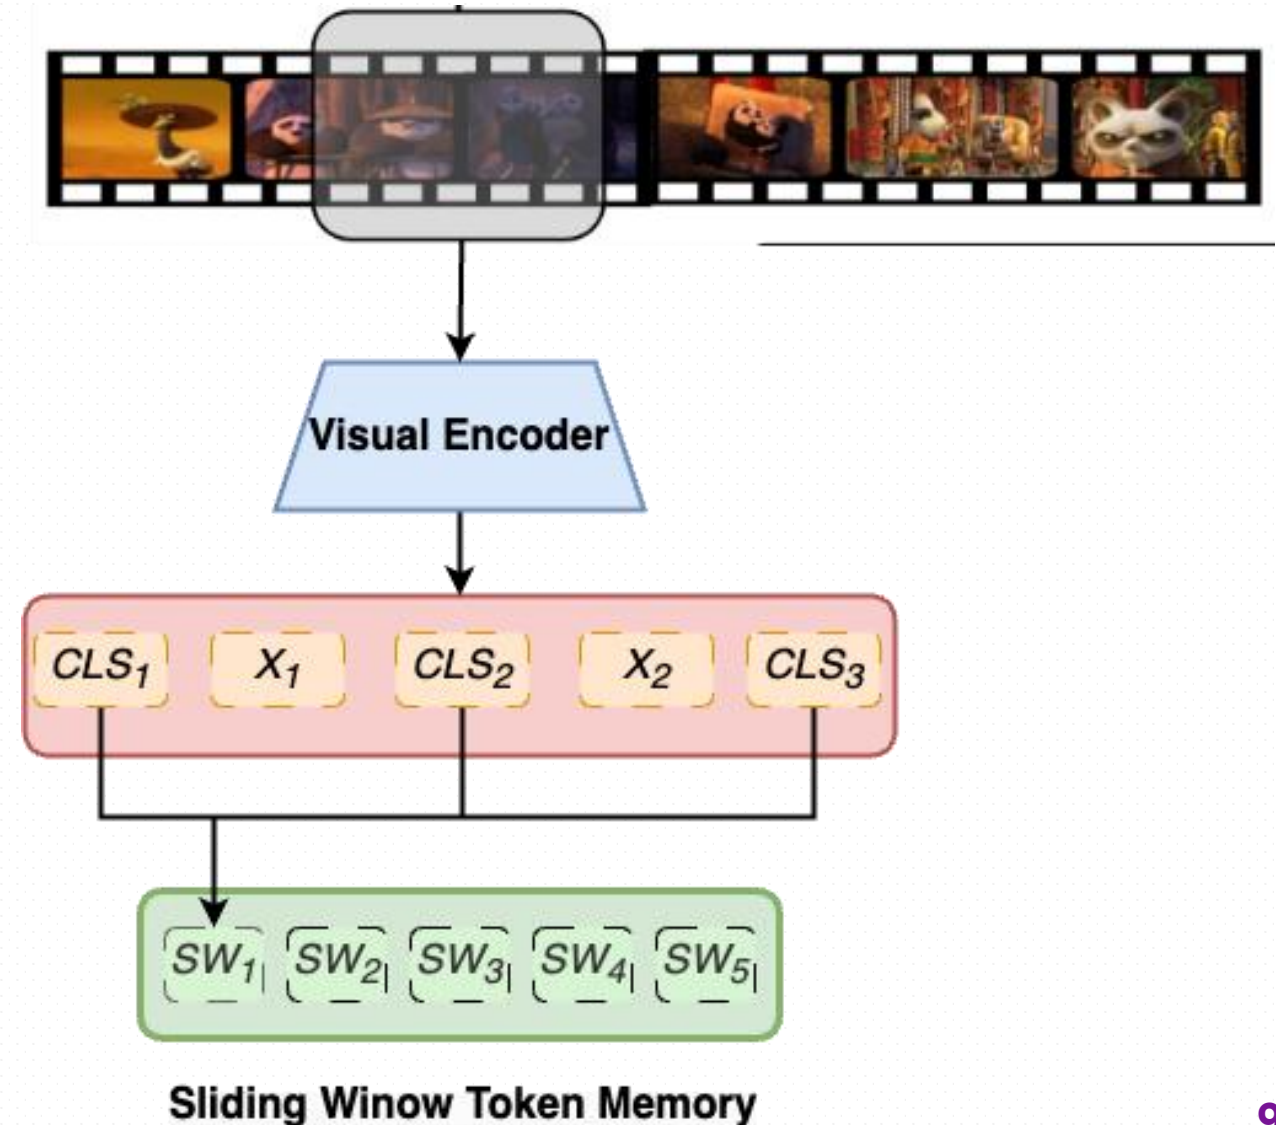 Visual Encoder
CLS₁ X₁ CLS₂ X₂ CLS₃
SW₁ SW₂ SW₃ SW₄ SW₅
Sliding Winow Token Memory